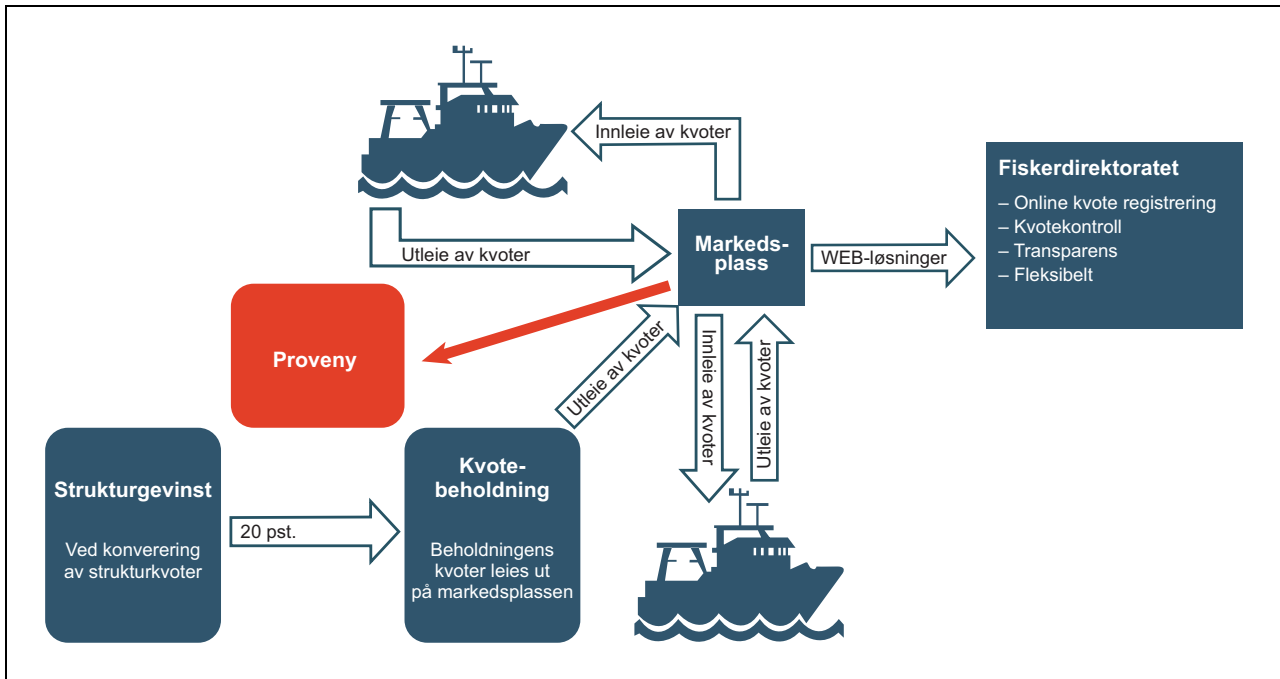 Innleie av kvoter
Utleie av kvoter
Markeds-
plass
WEB-løsninger
Fiskerdirektoratet
– Online kvote registrering
– Kvotekontroll
– Transparens
– Fleksibelt
Proveny
Utleie av kvoter
Innleie av kvoter
Utleie av kvoter
Strukturgevinst
Ved konverering
av strukturkvoter
20 pst.
Kvote-
beholdning
Beholdningens
kvoter leies ut
på markedsplassen